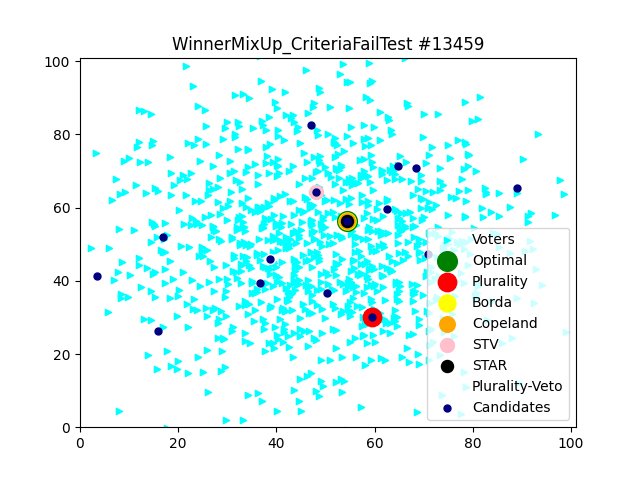 WinnerMixUp_CriteriaFailTest #13459
100
80
60
40
20
0
0
20
40
60
80
100
Voters
Optimal
Plurality
Borda
Copeland
STV
STAR
Plurality-Veto
Candidates